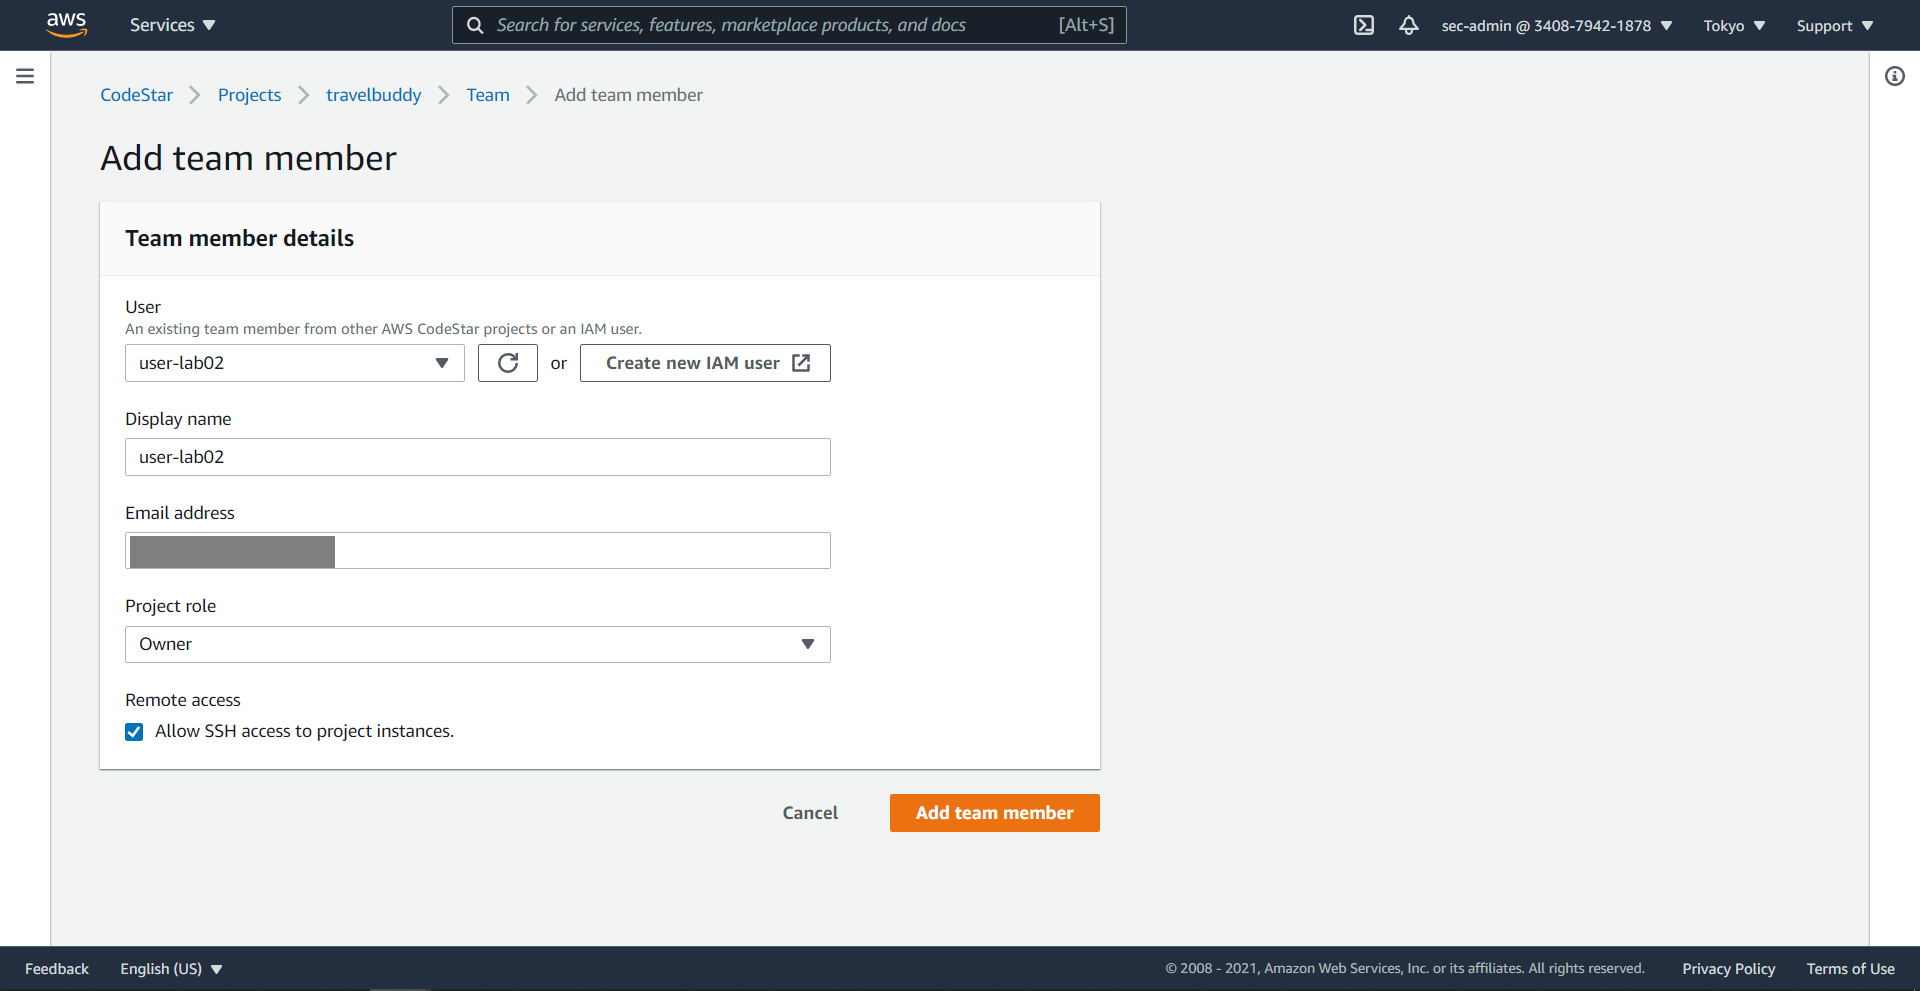 aws Services Search for services, features, marketplace products, and docs [Alt+S] sec-admin @ 3408-7942-1878 Tokyo Support
CodeStar Projects travelbuddy Team Add team member
Add team member
Team member details
User
An existing team member from other AWS CodeStar projects or an IAM user.
user-lab02 or Create new IAM user
Display name
user-lab02
Email address
Project role
Owner
Remote access
Allow SSH access to project instances.
Cancel Add team member
Feedback English (US) © 2008 - 2021, Amazon Web Services, Inc. or its affiliates. All rights reserved. Privacy Policy Terms of Use